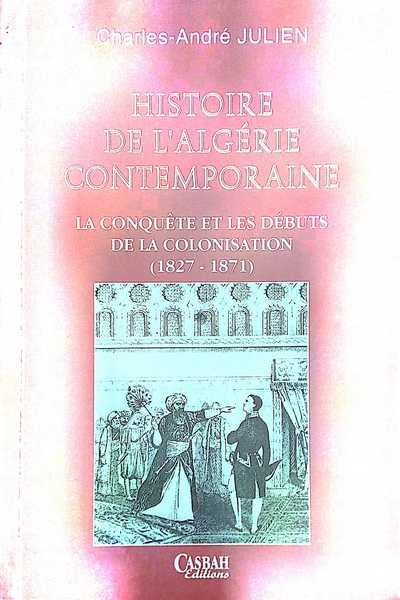 Charles-André JULIEN
HISTOIRE
DE L'ALGÉRIE
CONTEMPORAINE
LA CONQUÊTE ET LES DÉBUTS
DE LA COLONISATION
(1827 - 1871)
CASBAH
Editions